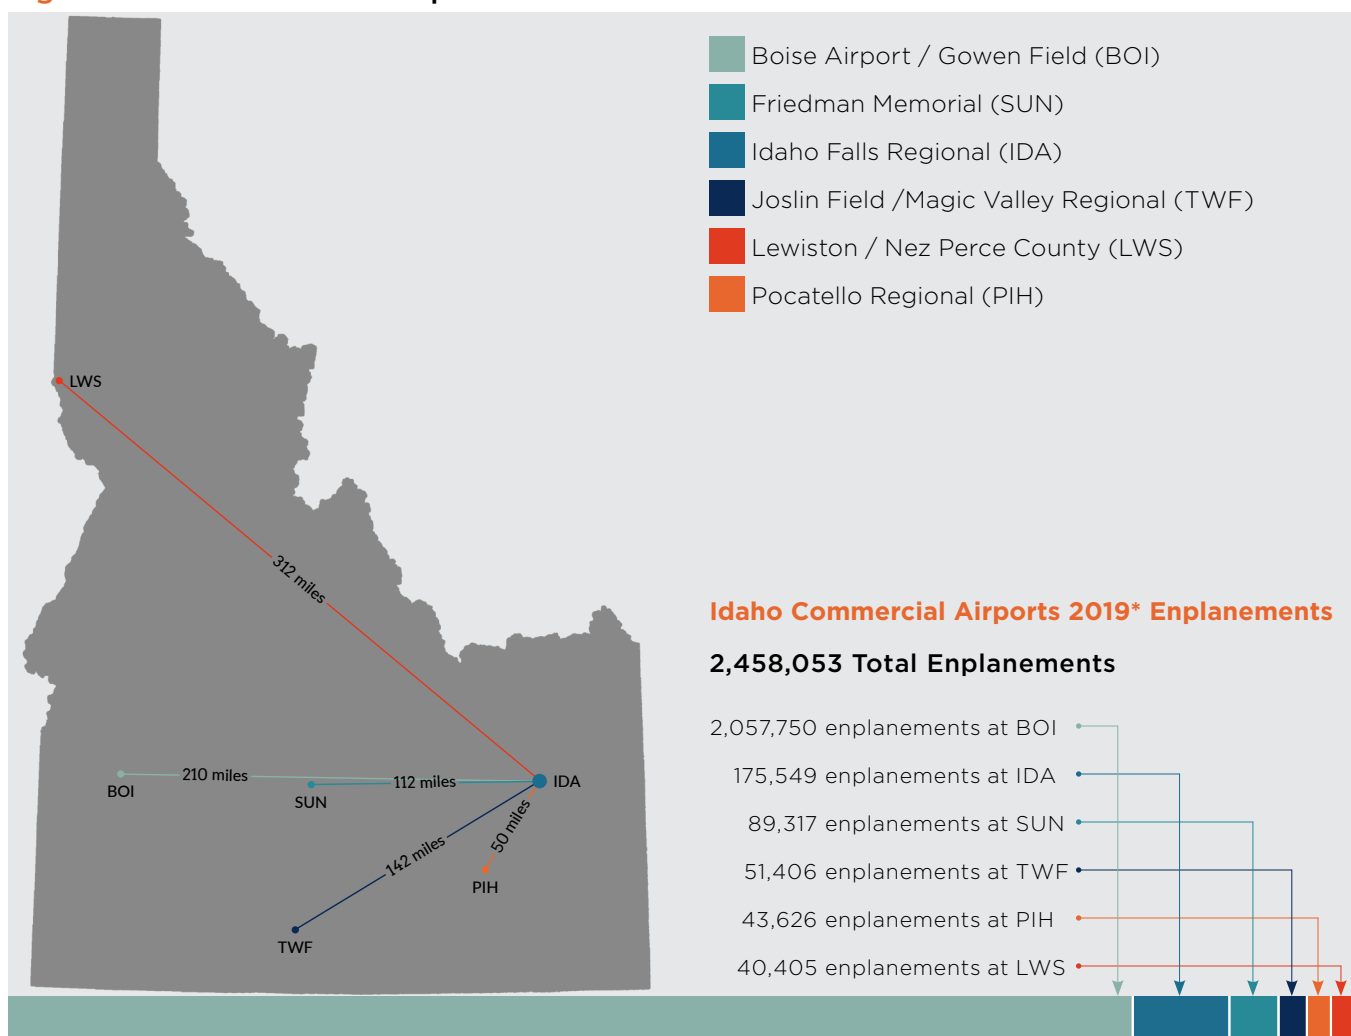 Boise Airport / Gowen Field (BOI)
Friedman Memorial (SUN)
Idaho Falls Regional (IDA)
Joslin Field /Magic Valley Regional (TWF)
Lewiston / Nez Perce County (LWS)
Pocatello Regional (PIH)
LWS
312 miles
210 miles
112 miles
IDA
BOI
SUN
50 miles
142 miles
PIH
TWF
Idaho Commercial Airports 2019* Enplanements
2,458,053 Total Enplanements
2,057,750 enplanements at BOI
175,549 enplanements at IDA
89,317 enplanements at SUN
51,406 enplanements at TWF
43,626 enplanements at PIH
40,405 enplanements at LWS